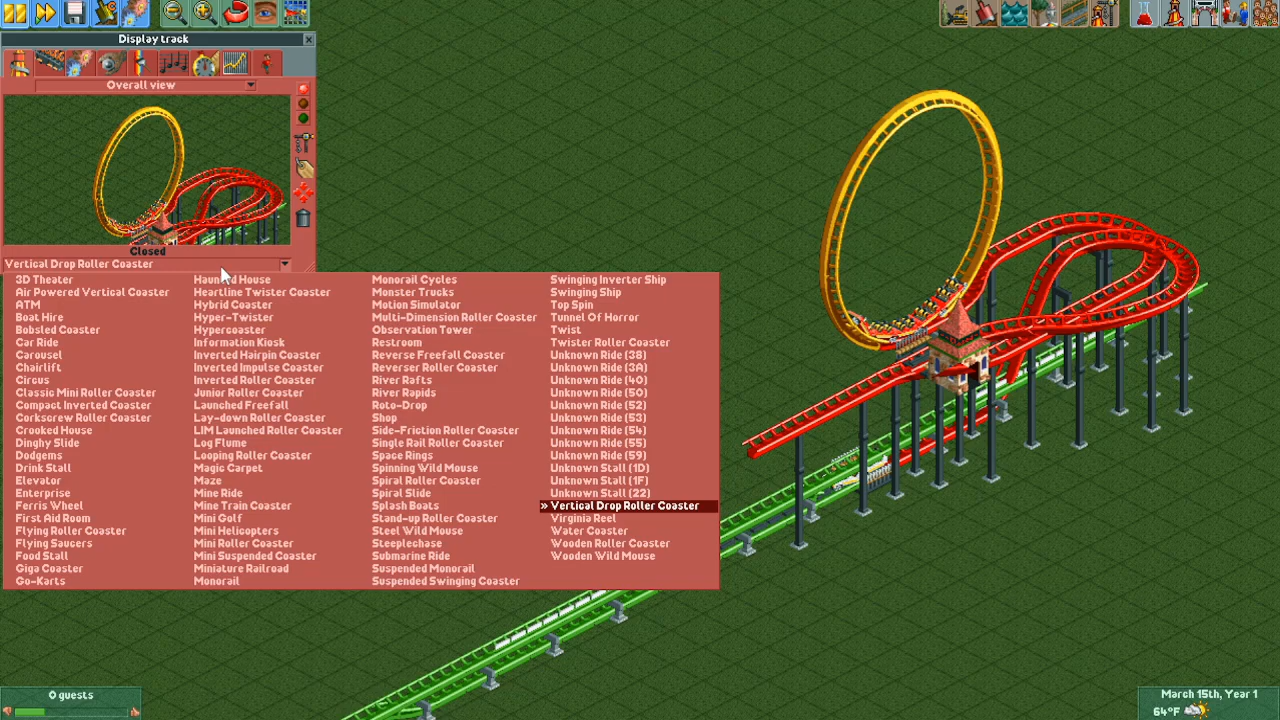 Display track
Overall view
Closed
Vertical Drop Roller Coaster
3D Theater
Air Powered Vertical Coaster
ATM
Boat Hire
Bobsled Coaster
Car Ride
Carousel
Chairlift
Circus
Classic Mini Roller Coaster
Compact Inverted Coaster
Corkscrew Roller Coaster
Crooked House
Dinghy Slide
Dodgems
Drink Stall
Elevator
Enterprise
Ferris Wheel
First Aid Room
Flying Roller Coaster
Flying Saucers
Food Stall
Giga Coaster
Go-Karts
Haunted House
Heartline Twister Coaster
Hybrid Coaster
Hyper-Twister
Hypercoaster
Information Kiosk
Inverted Hairpin Coaster
Inverted Impulse Coaster
Inverted Roller Coaster
Junior Roller Coaster
Launched Freefall
Lay-down Roller Coaster
LIM Launched Roller Coaster
Log Flume
Looping Roller Coaster
Magic Carpet
Maze
Mine Ride
Mine Train Coaster
Mini Golf
Mini Helicopters
Mini Roller Coaster
Mini Suspended Coaster
Miniature Railroad
Monorail
Monorail Cycles
Monster Trucks
Motion Simulator
Multi-Dimension Roller Coaster
Observation Tower
Restroom
Reverse Freefall Coaster
Reverser Roller Coaster
River Rafts
River Rapids
Roto-Drop
Shop
Side-Friction Roller Coaster
Single Rail Roller Coaster
Space Rings
Spinning Wild Mouse
Spiral Roller Coaster
Spiral Slide
Splash Boats
Stand-up Roller Coaster
Steel Wild Mouse
Steeplechase
Submarine Ride
Suspended Monorail
Suspended Swinging Coaster
Swinging Inverter Ship
Swinging Ship
Top Spin
Tunnel Of Horror
Twist
Twister Roller Coaster
Unknown Ride (38)
Unknown Ride (3A)
Unknown Ride (40)
Unknown Ride (50)
Unknown Ride (52)
Unknown Ride (53)
Unknown Ride (54)
Unknown Ride (55)
Unknown Ride (59)
Unknown Stall (1D)
Unknown Stall (1F)
Unknown Stall (22)
» Vertical Drop Roller Coaster
Virginia Reel
Water Coaster
Wooden Roller Coaster
Wooden Wild Mouse
0 guests
March 15th, Year 1
64°F